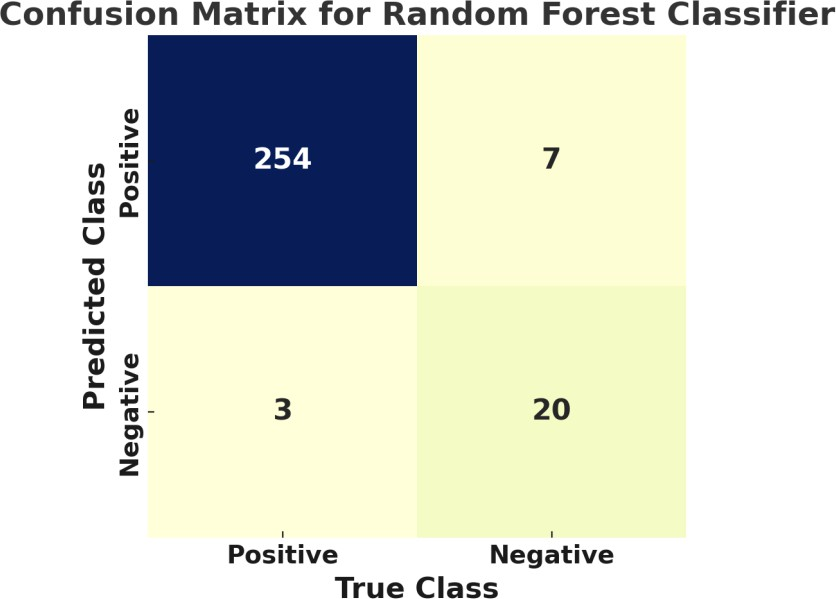 Confusion Matrix for Random Forest Classifier
Predicted Class
Positive
254
7
Negative
3
20
Positive
Negative
True Class